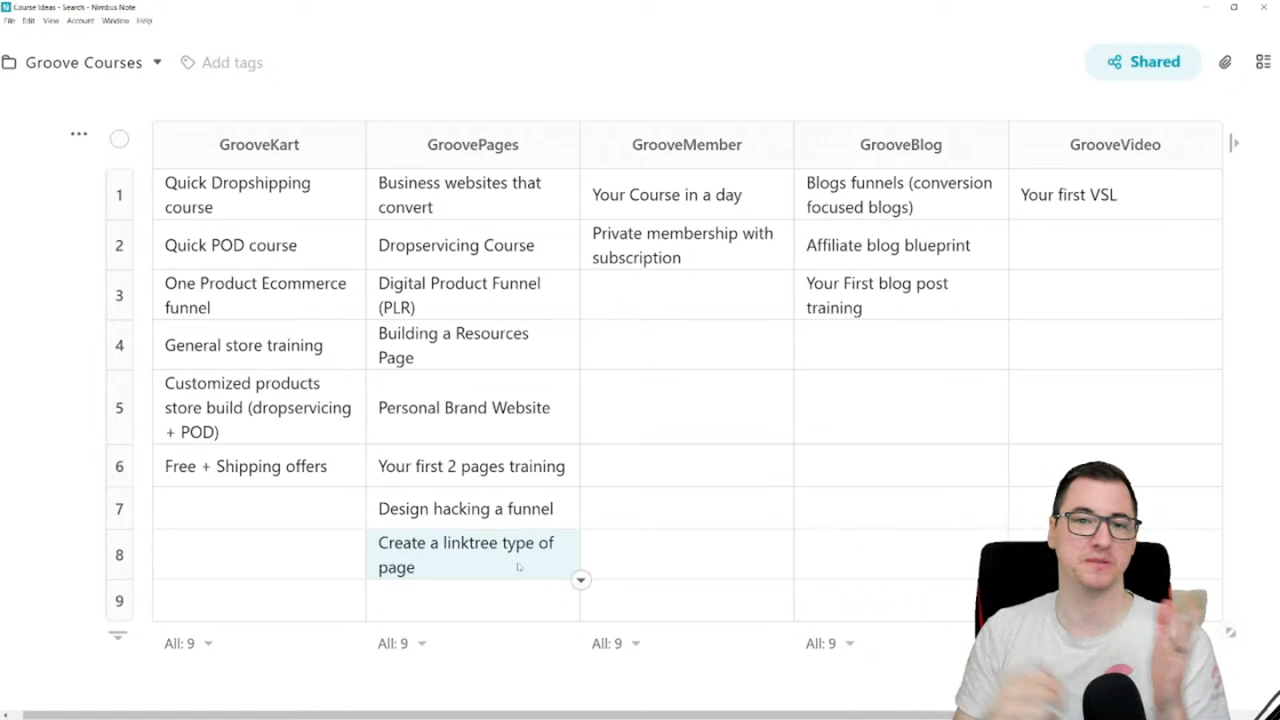 Course Ideas - Search - Nimbus Note
File Edit View Account Window Help
Groove Courses
Add tags
Shared
GrooveKart GroovePages GrooveMember GrooveBlog GrooveVideo
1
Quick Dropshipping
course
Business websites that
convert
Your Course in a day
Blogs funnels (conversion
focused blogs)
Your first VSL
2
Quick POD course
Dropservicing Course
Private membership with
subscription
Affiliate blog blueprint
3
One Product Ecommerce
funnel
Digital Product Funnel
(PLR)
Your First blog post
training
4
General store training
Building a Resources
Page
5
Customized products
store build (dropservicing
+ POD)
Personal Brand Website
6
Free + Shipping offers
Your first 2 pages training
7
Design hacking a funnel
8
Create a linktree type of
page
9
All: 9 All: 9 All: 9 All: 9